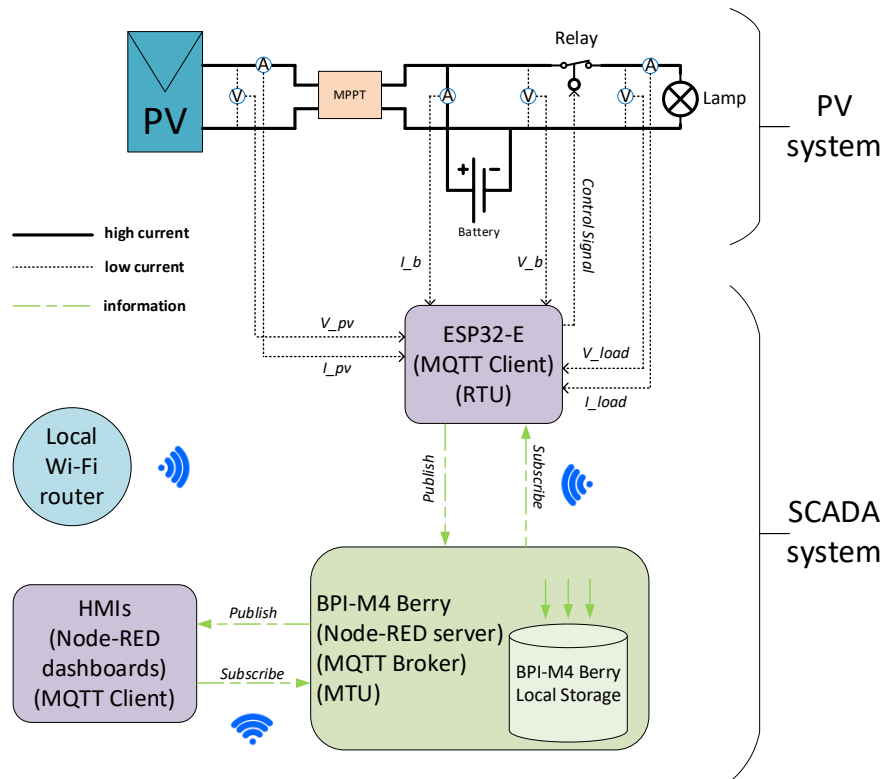 Relay
A
A
PV
V
MPPT
A
V
V
Lamp
PV
system
+
-
Battery
Control Signal
high current
low current
information
I_b
V_b
V_pv
I_pv
ESP32-E
(MQTT Client)
(RTU)
V_load
I_load
Local
Wi-Fi
router
Publish
Subscribe
SCADA
system
HMIs
(Node-RED
dashboards)
(MQTT Client)
Publish
Subscribe
BPI-M4 Berry
(Node-RED server)
(MQTT Broker)
(MTU)
BPI-M4 Berry
Local Storage